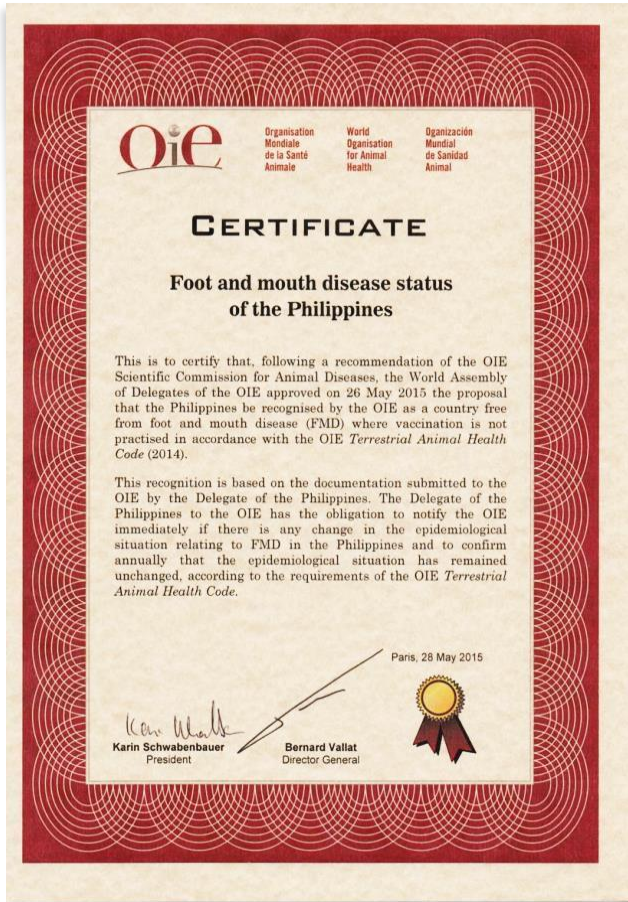 Oie
Organisation
Mondiale
de la Santé
Animale
World
Oganisation
for Animal
Health
Oganización
Mundial
de Sanidad
Animal
CERTIFICATE
Foot and mouth disease status
of the Philippines
This is to certify that, following a recommendation of the OIE
Scientific Commission for Animal Diseases, the World Assembly
of Delegates of the OIE approved on 26 May 2015 the proposal
that the Philippines be recognised by the OIE as a country free
from foot and mouth disease (FMD) where vaccination is not
practised in accordance with the OIE Terrestrial Animal Health
Code (2014).
This recognition is based on the documentation submitted to the
OIE by the Delegate of the Philippines. The Delegate of the
Philippines to the OIE has the obligation to notify the OIE
immediately if there is any change in the epidemiological
situation relating to FMD in the Philippines and to confirm
annually that the epidemiological situation has remained
unchanged, according to the requirements of the OIE Terrestrial
Animal Health Code.
Paris, 28 May 2015
Karin Schwabenbauer
President
Bernard Vallat
Director General